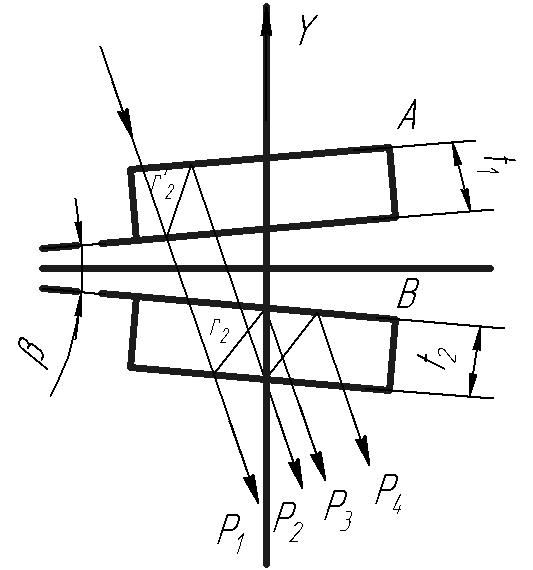 Y
A
t₁
r'₂
B
r₂
t₂
β
P₁ P₂ P₃ P₄